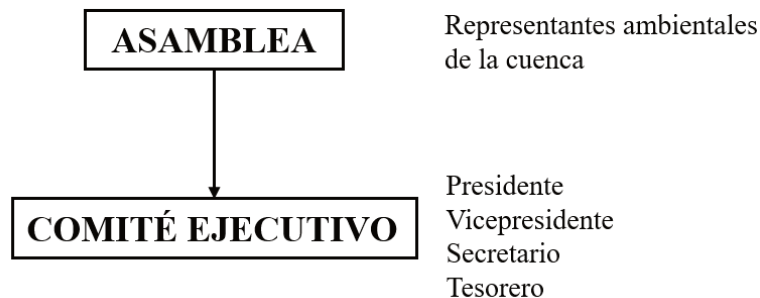 ASAMBLEA
Representantes ambientales
de la cuenca
COMITÉ EJECUTIVO
Presidente
Vicepresidente
Secretario
Tesorero